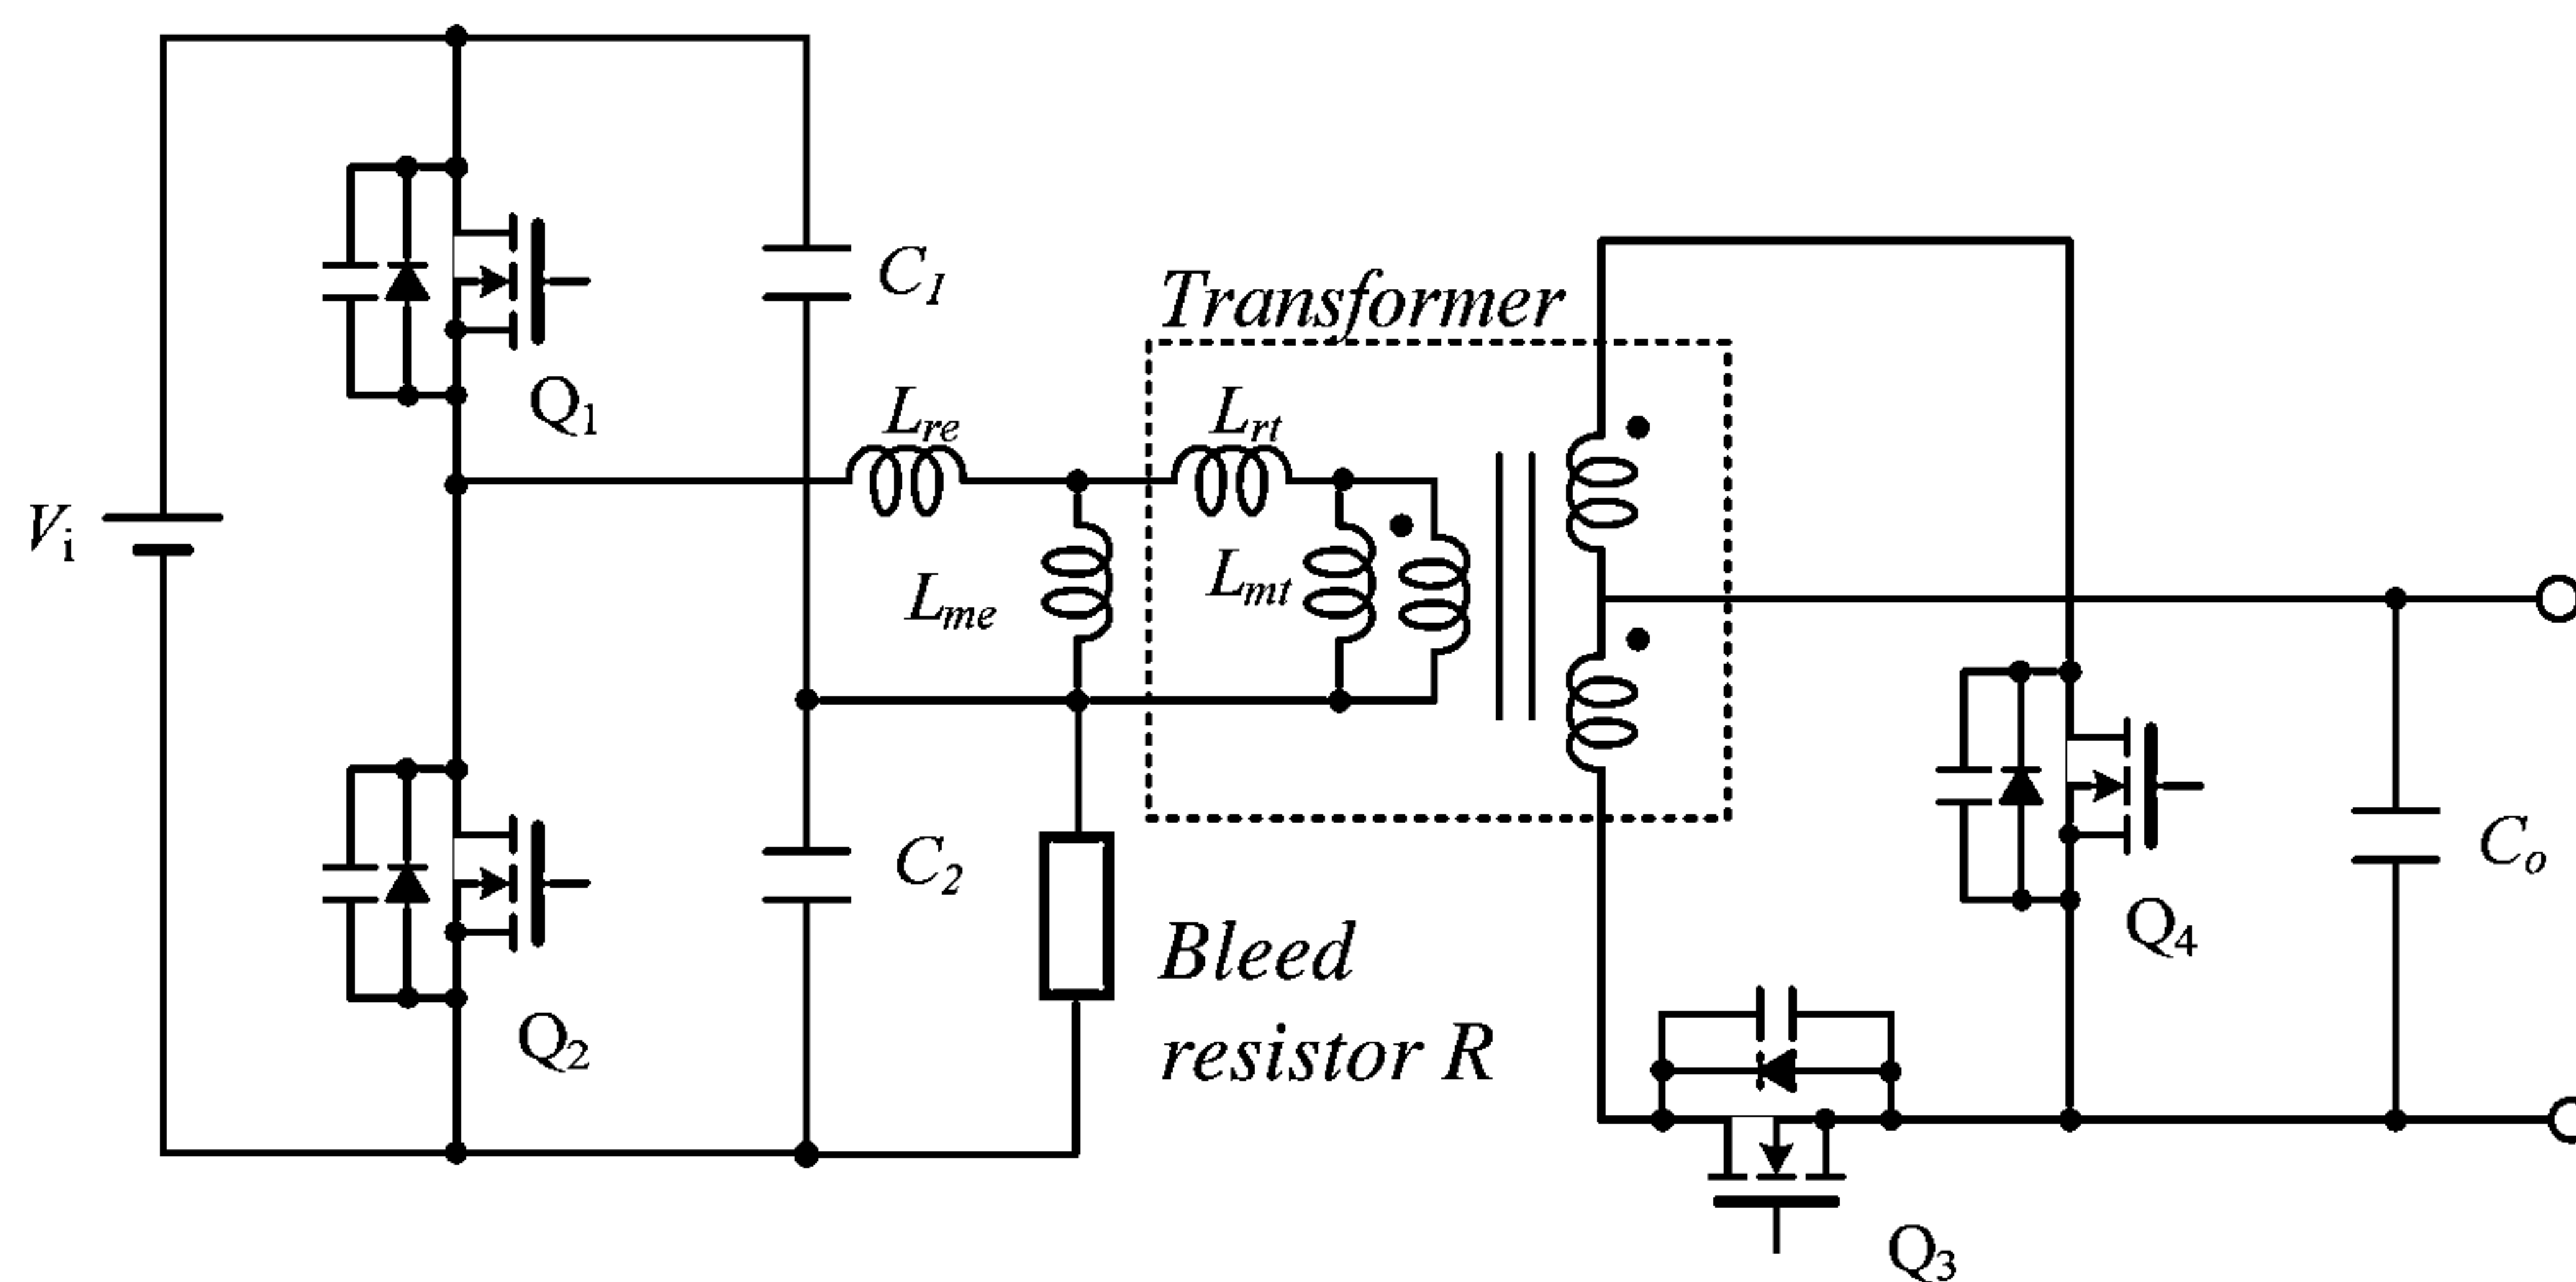 C1
Transformer
Lre
Lrt
Q1
Vi
Lme
Lmt
C2
Co
Q4
Bleed
resistor R
Q2
Q3